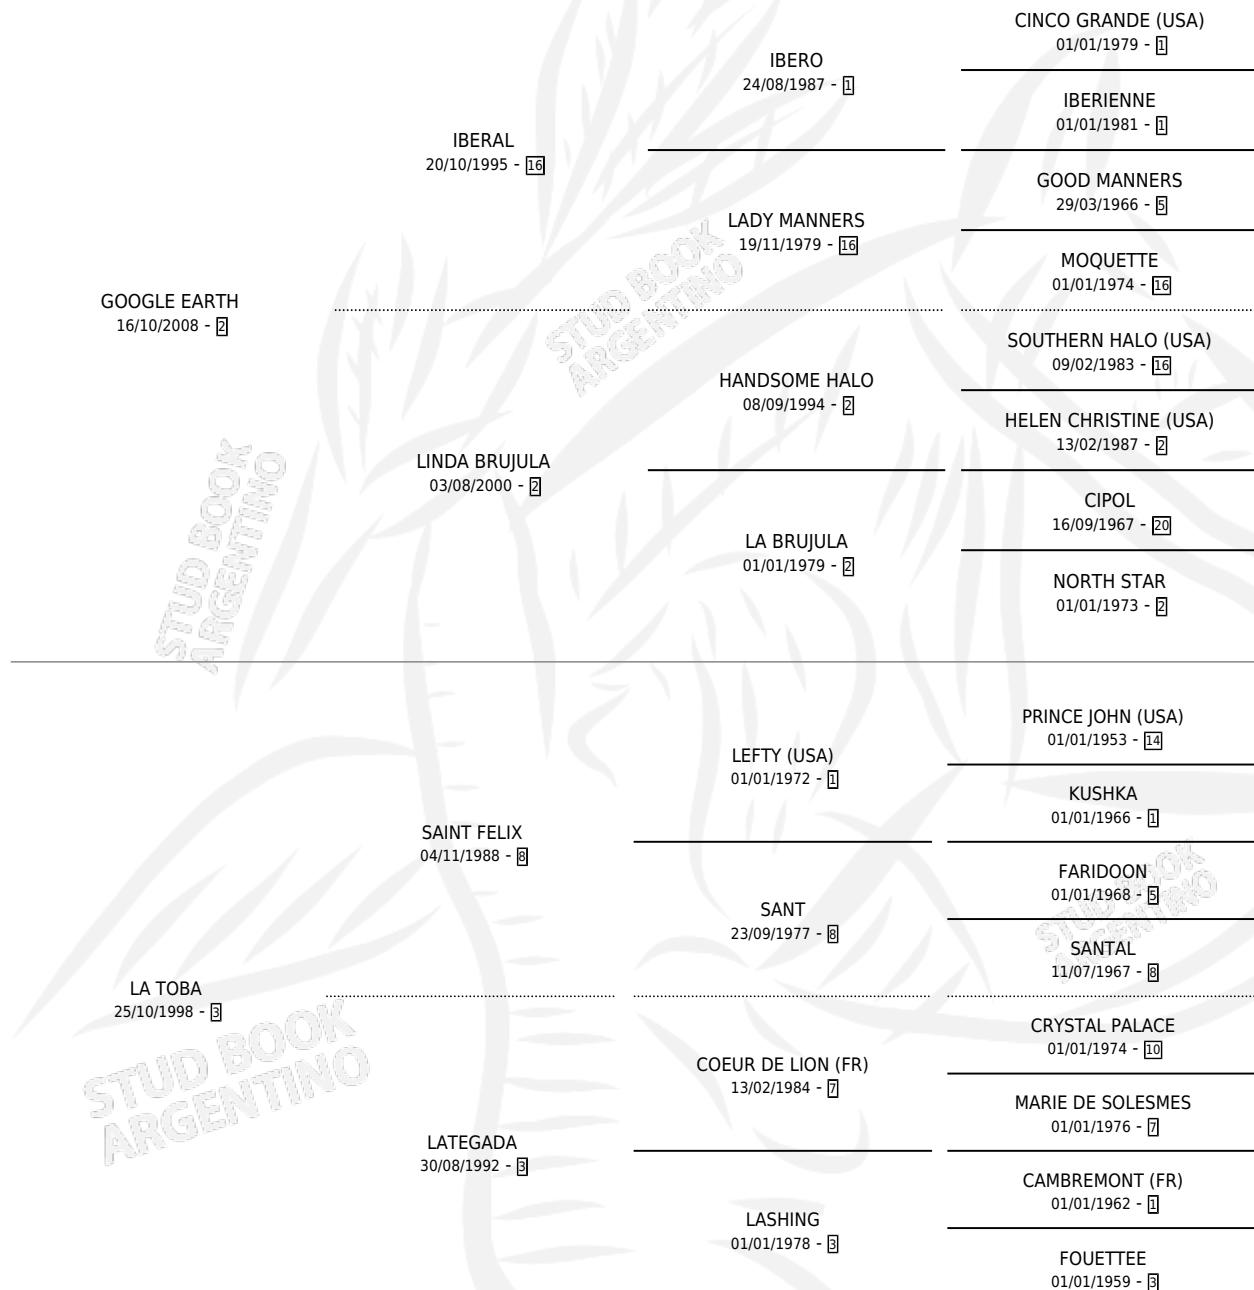 GOOGLE EARTH
16/10/2008 - 2
IBERAL
20/10/1995 - 16
LINDA BRUJULA
03/08/2000 - 2
IBERO
24/08/1987 - 1
LADY MANNERS
19/11/1979 - 16
HANDSOME HALO
08/09/1994 - 2
LA BRUJULA
01/01/1979 - 2
CINCO GRANDE (USA)
01/01/1979 - 1
IBERIENNE
01/01/1981 - 1
GOOD MANNERS
29/03/1966 - 5
MOQUETTE
01/01/1974 - 16
SOUTHERN HALO (USA)
09/02/1983 - 16
HELEN CHRISTINE (USA)
13/02/1987 - 2
CIPOL
16/09/1967 - 20
NORTH STAR
01/01/1973 - 2
STUD BOOK
ARGENTINO
STUD BOOK
ARGENTINO
LA TOBA
25/10/1998 - 3
SAINT FELIX
04/11/1988 - 8
LATEGADA
30/08/1992 - 3
LEFTY (USA)
01/01/1972 - 1
SANT
23/09/1977 - 8
COEUR DE LION (FR)
13/02/1984 - 7
LASHING
01/01/1978 - 3
PRINCE JOHN (USA)
01/01/1953 - 14
KUSHKA
01/01/1966 - 1
FARIDOON
01/01/1968 - 5
SANTAL
11/07/1967 - 8
CRYSTAL PALACE
01/01/1974 - 10
MARIE DE SOLESMES
01/01/1976 - 7
CAMBREMONT (FR)
01/01/1962 - 1
FOUETTEE
01/01/1959 - 3
STUD BOOK
ARGENTINO
STUD BOOK
ARGENTINO